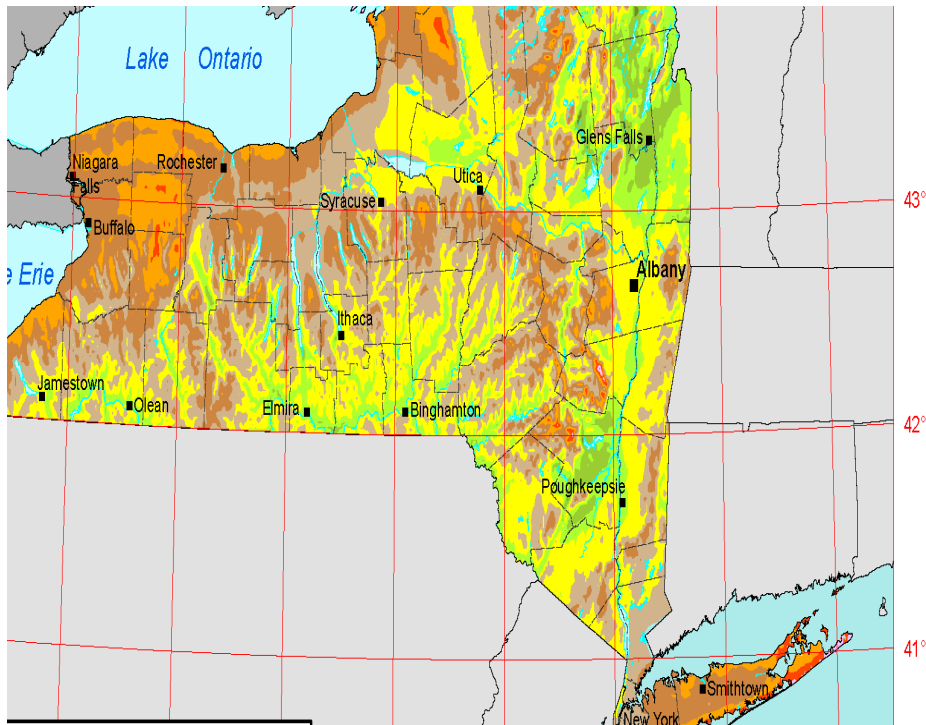 Lake Ontario
Glens Falls
Niagara
Falls
Rochester
Utica
Syracuse
43°
Buffalo
e Erie
Albany
Ithaca
Jamestown
Olean
Elmira
Binghamton
42°
Poughkeepsie
41°
Smithtown
New York